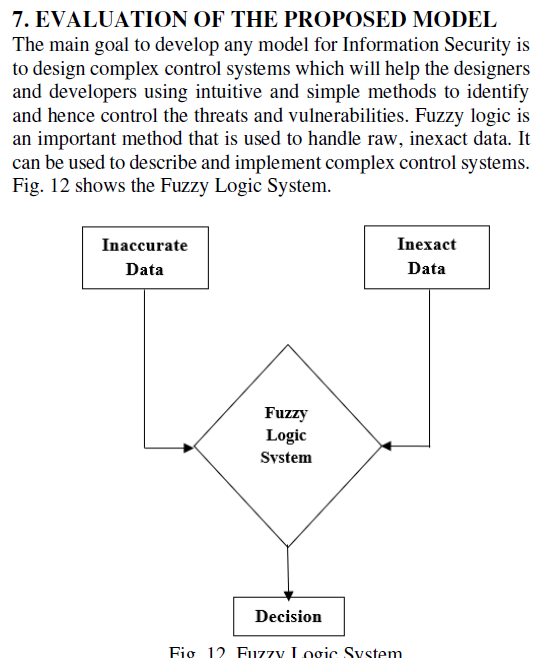 7. EVALUATION OF THE PROPOSED MODEL
The main goal to develop any model for Information Security is
to design complex control systems which will help the designers
and developers using intuitive and simple methods to identify
and hence control the threats and vulnerabilities. Fuzzy logic is
an important method that is used to handle raw, inexact data. It
can be used to describe and implement complex control systems.
Fig. 12 shows the Fuzzy Logic System.
Inaccurate
Data
Inexact
Data
Fuzzy
Logic
System
Decision
Fig. 12 Fuzzy Logic System